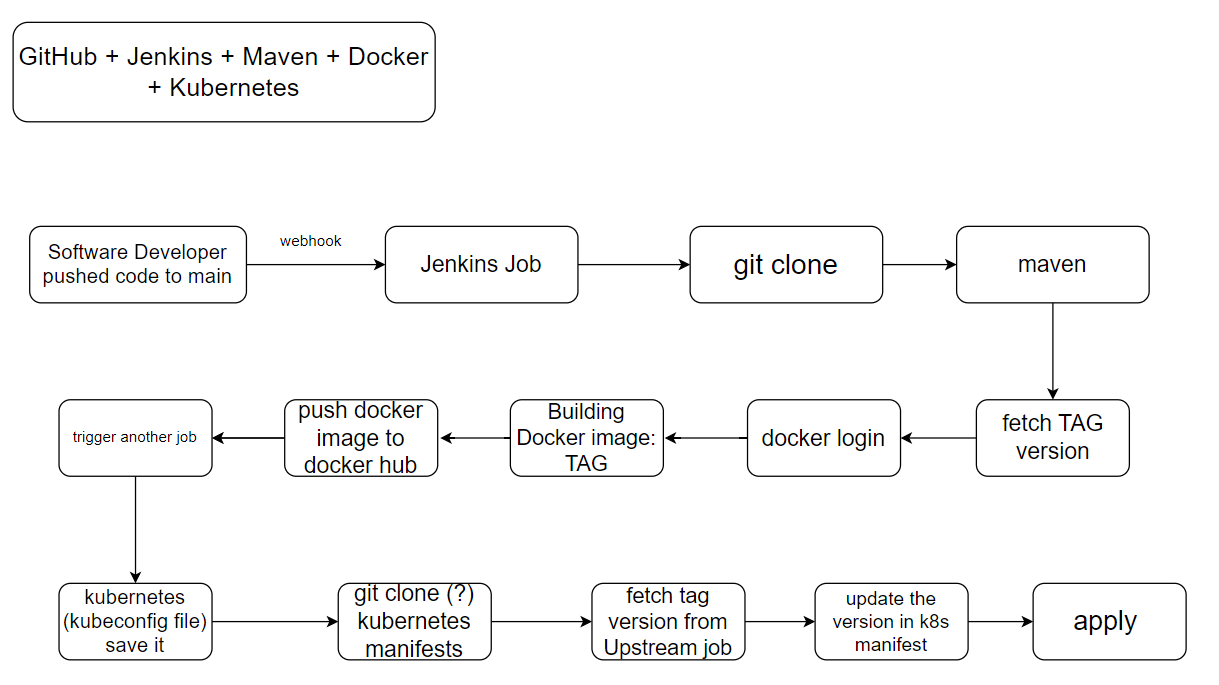 GitHub + Jenkins + Maven + Docker
+ Kubernetes
Software Developer
pushed code to main
webhook
Jenkins Job
git clone
maven
fetch TAG
version
docker login
Building
Docker image:
TAG
push docker
image to
docker hub
trigger another job
kubernetes
(kubeconfig file)
save it
git clone (?)
kubernetes
manifests
fetch tag
version from
Upstream job
update the
version in k8s
manifest
apply